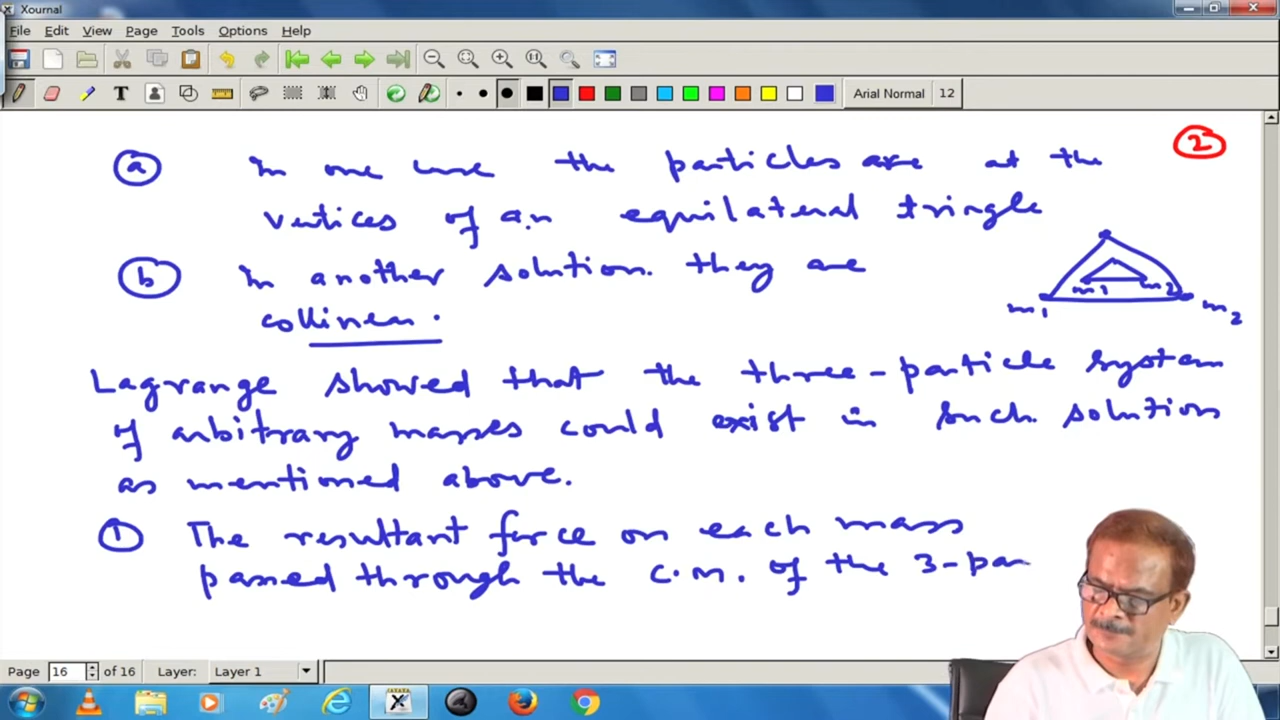 Xournal
File Edit View Page Tools Options Help
Arial Normal 12
2
a In one case the particles are at the
vertices of an equilateral tringle
b In another solution. they are
collinear.
m1 m2
m1 m2
Lagrange showed that the three-particle system
of arbitrary masses could exist in such solution
as mentioned above.
1 The resultant force on each mass
passed through the c.m. of the 3-par
Page 16 of 16 Layer: Layer 1